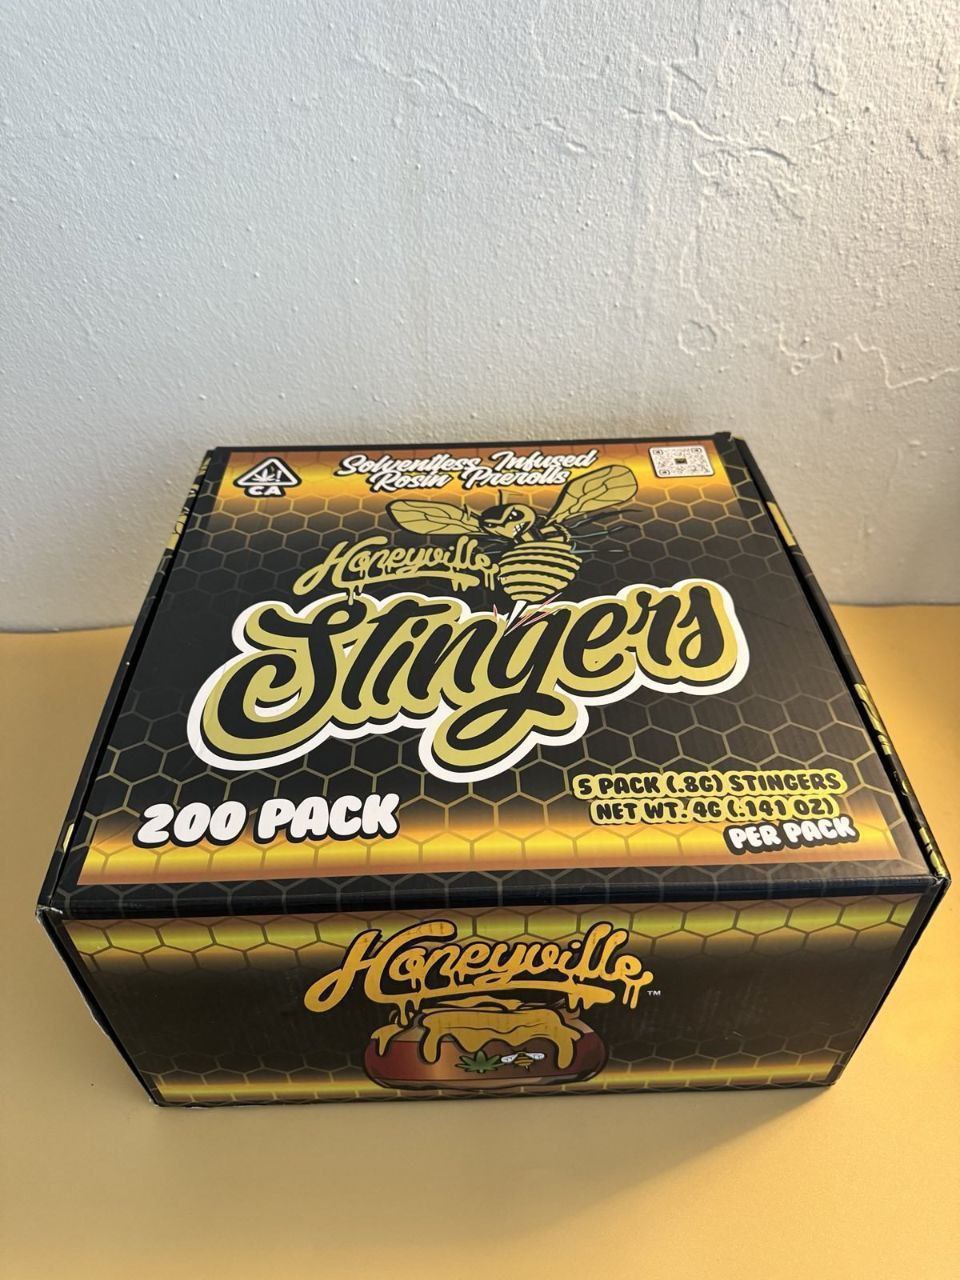 Solventless Infused
Rosin Prerolls
!
CA
Honeyville
Stingers
200 PACK
5 PACK (.8G) STINGERS
NET WT. 4G (.141 OZ)
PER PACK
Honeyville
™